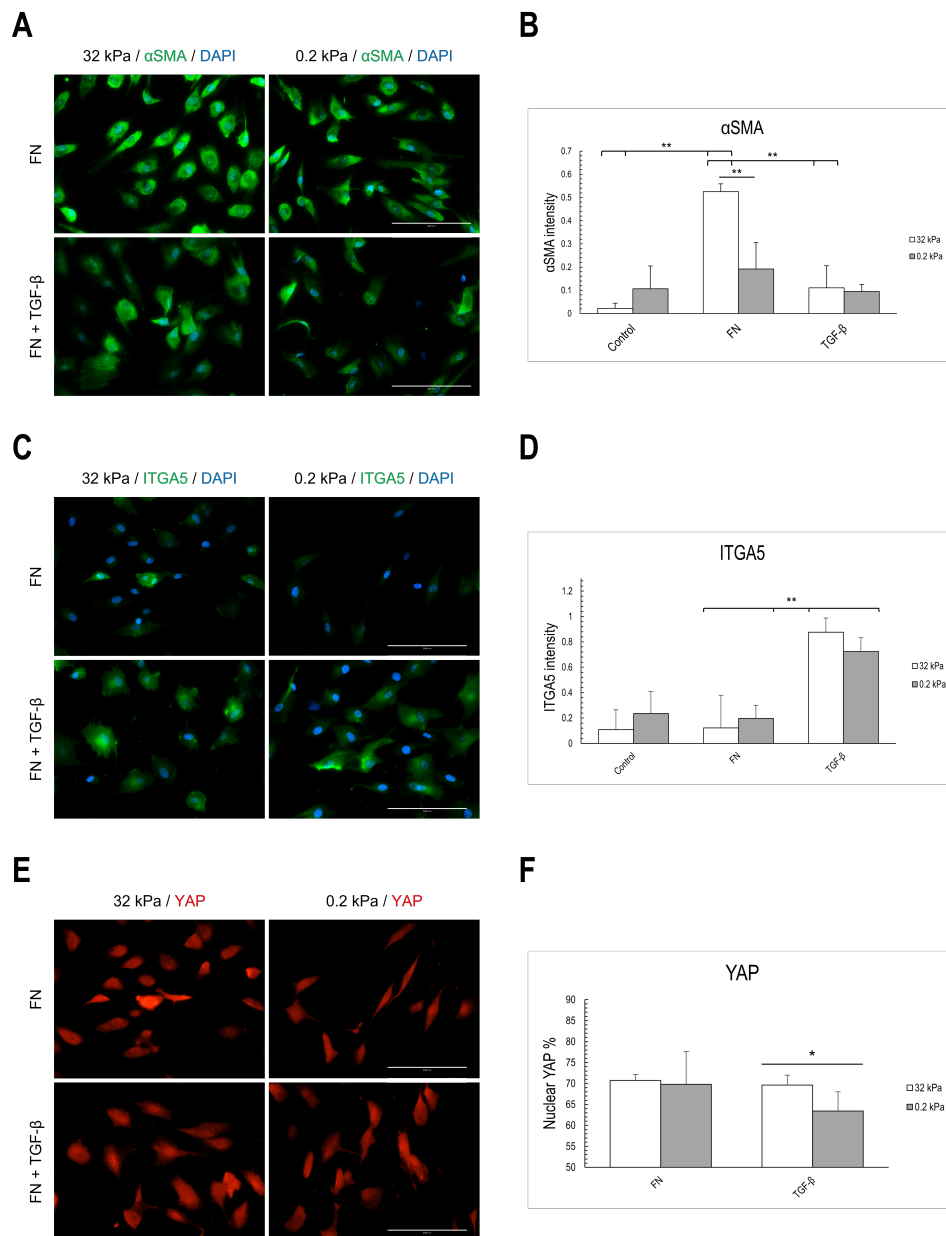 A
32 kPa / αSMA / DAPI
0.2 kPa / αSMA / DAPI
FN
FN + TGF-β
B
αSMA
**
**
**
αSMA intensity
0.7
0.6
0.5
0.4
0.3
0.2
0.1
0
Control
FN
TGF-β
32 kPa
0.2 kPa
C
32 kPa / ITGA5 / DAPI
0.2 kPa / ITGA5 / DAPI
FN
FN + TGF-β
D
ITGA5
**
ITGA5 intensity
1.2
1
0.8
0.6
0.4
0.2
0
Control
FN
TGF-β
32 kPa
0.2 kPa
E
32 kPa / YAP
0.2 kPa / YAP
FN
FN + TGF-β
F
YAP
*
Nuclear YAP %
90
85
80
75
70
65
60
55
50
FN
TGF-β
32 kPa
0.2 kPa